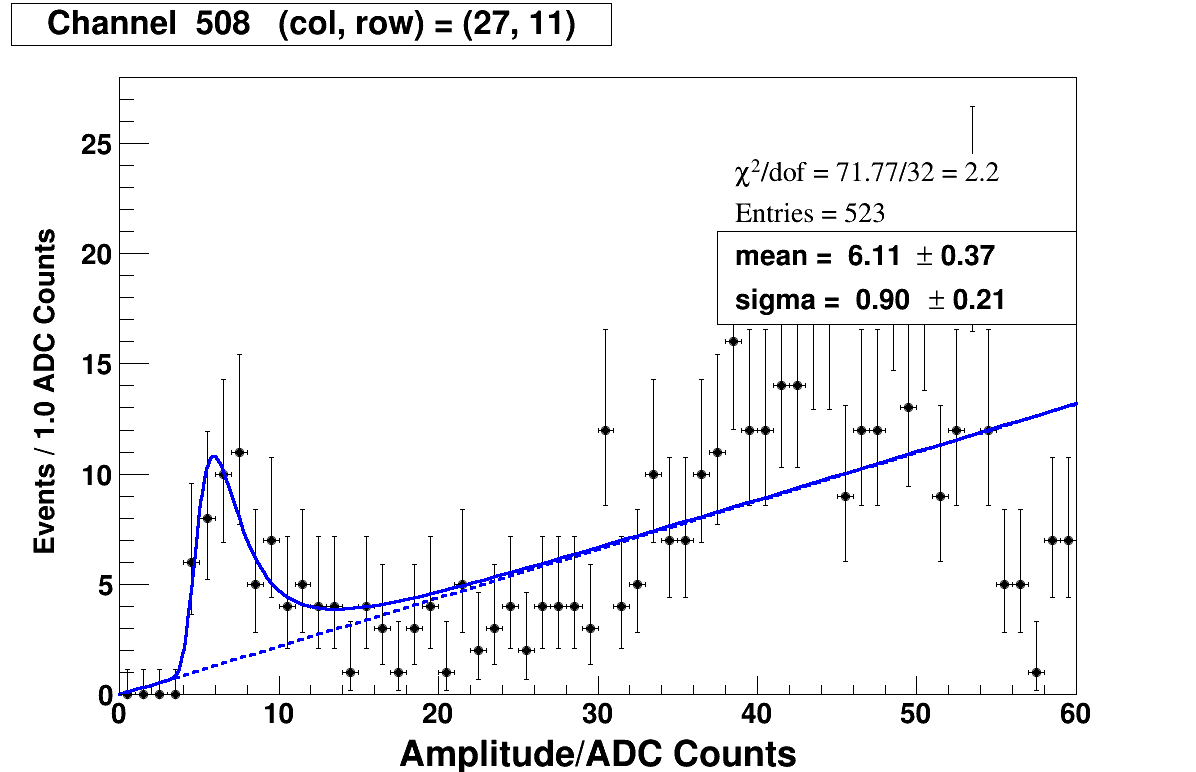 Channel 508 (col, row) = (27, 11)
25
χ²/dof = 71.77/32 = 2.2
Entries = 523
20
mean = 6.11 ± 0.37
sigma = 0.90 ± 0.21
15
10
5
0
Events / 1.0 ADC Counts
0 10 20 30 40 50 60
Amplitude/ADC Counts